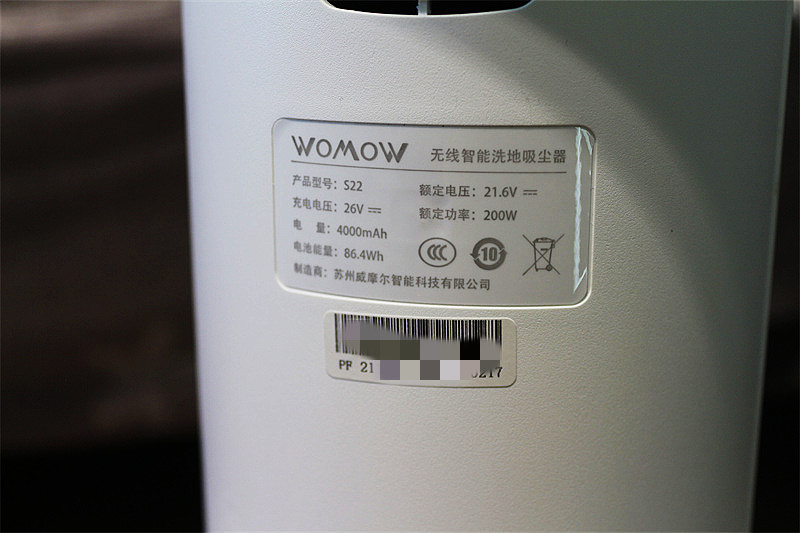 WOMOW 无线智能洗地吸尘器
产品型号：S22 额定电压：21.6V
充电电压：26V 额定功率：200W
电 量：4000mAh
电池能量：86.4Wh
CCC 10
制造商：苏州威摩尔智能科技有限公司
PF 21 0217